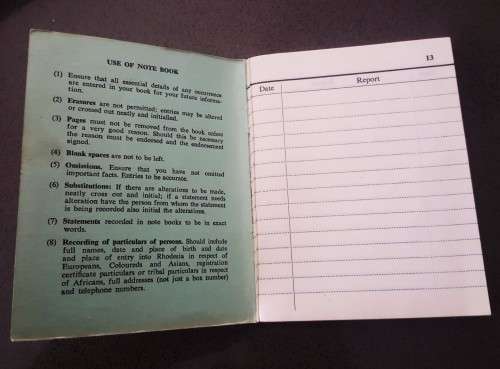 USE OF NOTE BOOK
(1) Ensure that all essential details of any occurrence
are entered in your book for your future informa-
tion.
(2) Erasures are not permitted; entries may be altered
or crossed out neatly and initialled.
(3) Pages must not be removed from the book unless
for a very good reason. Should this be necessary
the reason must be endorsed and the endorsement
signed.
(4) Blank spaces are not to be left.
(5) Omissions. Ensure that you have not omitted
important facts. Entries to be accurate.
(6) Substitutions: If there are alterations to be made,
neatly cross out and initial; if a statement needs
alteration have the person from whom the statement
is being recorded also initial the alterations.
(7) Statements recorded in note books to be in exact
words.
(8) Recording of particulars of persons. Should include
full names, date and place of birth and date
and place of entry into Rhodesia in respect of
Europeans, Coloureds and Asians, registration
certificate particulars or tribal particulars in respect
of Africans, full addresses (not just a box number)
and telephone numbers.
13
Date Report